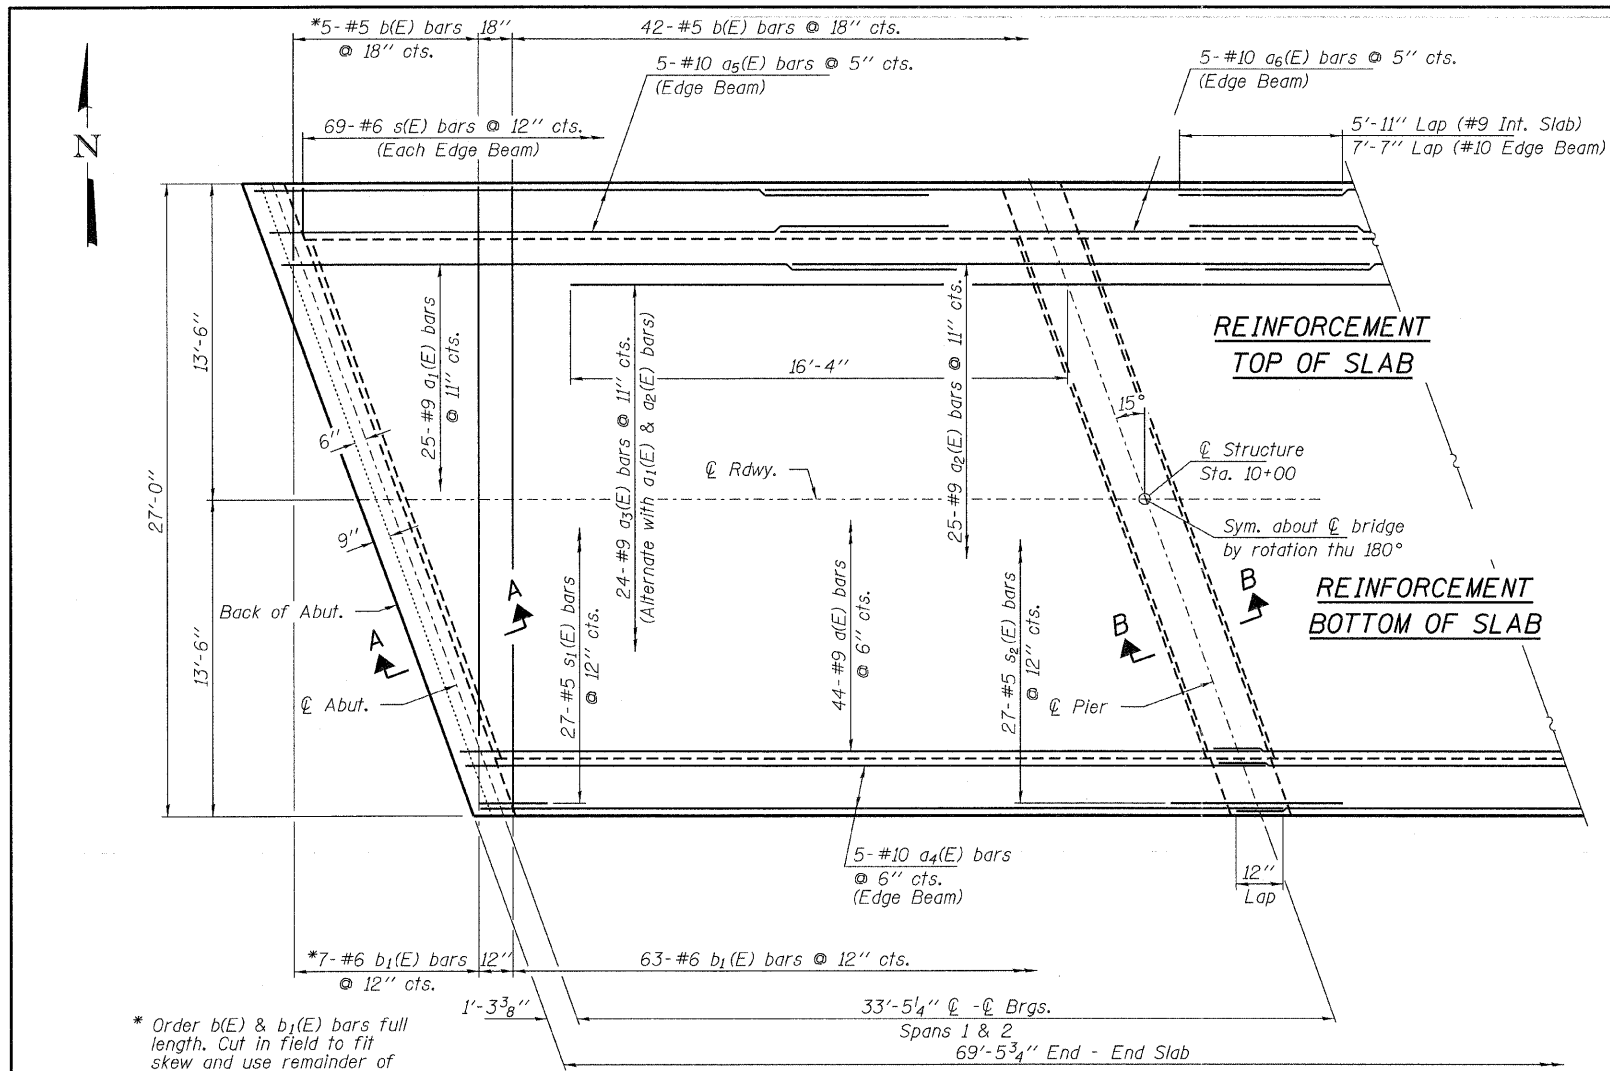 *5-#5 b(E) bars
@ 18" cts.
18"
42-#5 b(E) bars @ 18" cts.
5-#10 a5(E) bars @ 5" cts.
(Edge Beam)
5-#10 a6(E) bars @ 5" cts.
(Edge Beam)
N
69-#6 s(E) bars @ 12" cts.
(Each Edge Beam)
5'-11" Lap (#9 Int. Slab)
7'-7" Lap (#10 Edge Beam)
13'-6"
27'-0"
13'-6"
25-#9 a1(E) bars
@ 11" cts.
24-#9 a3(E) bars @ 11" cts.
(Alternate with a1(E) & a2(E) bars)
16'-4"
25-#9 a2(E) bars @ 11" cts.
REINFORCEMENT
TOP OF SLAB
15°
6"
9"
℄ Rdwy.
℄ Structure
Sta. 10+00
Sym. about ℄ bridge
by rotation thu 180°
REINFORCEMENT
BOTTOM OF SLAB
Back of Abut.
A
A
B
B
℄ Abut.
27-#5 s1(E) bars
@ 12" cts.
44-#9 a(E) bars
@ 6" cts.
27-#5 s2(E) bars
@ 12" cts.
℄ Pier
5-#10 a4(E) bars
@ 6" cts.
(Edge Beam)
12"
Lap
*7-#6 b1(E) bars
@ 12" cts.
12"
63-#6 b1(E) bars @ 12" cts.
1'-3⅜"
33'-5¼" ℄ -℄ Brgs.
Spans 1 & 2
69'-5¾" End - End Slab
* Order b(E) & b1(E) bars full
length. Cut in field to fit
skew and use remainder of